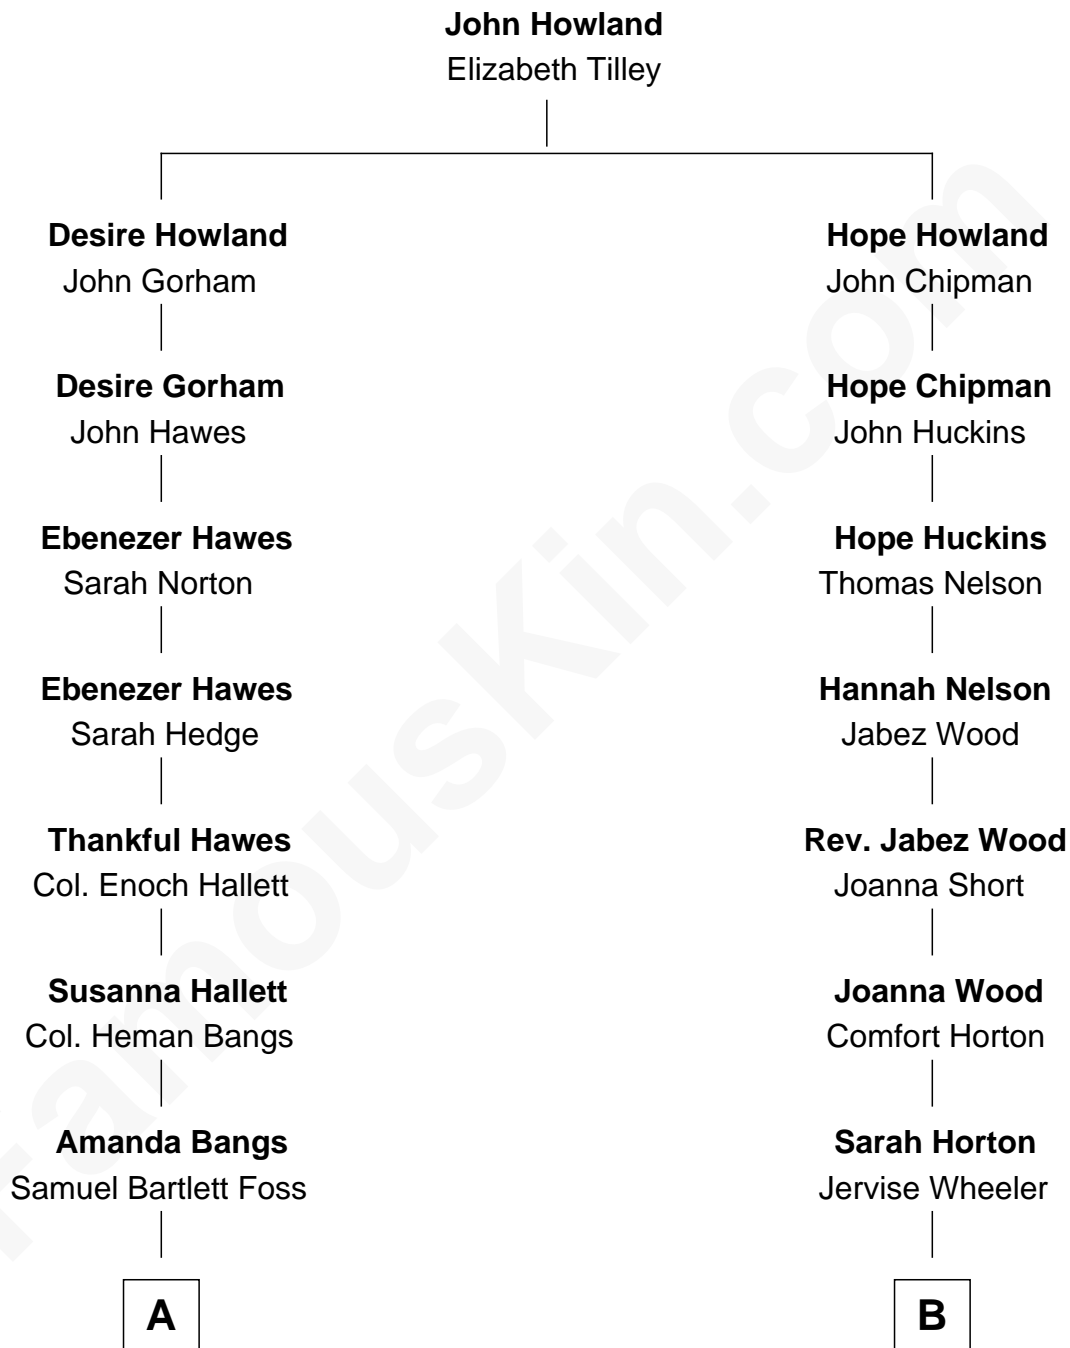 John Howland
Elizabeth Tilley
Desire Howland
John Gorham
Hope Howland
John Chipman
Desire Gorham
John Hawes
Hope Chipman
John Huckins
Ebenezer Hawes
Sarah Norton
Hope Huckins
Thomas Nelson
Ebenezer Hawes
Sarah Hedge
Hannah Nelson
Jabez Wood
Thankful Hawes
Col. Enoch Hallett
Rev. Jabez Wood
Joanna Short
Susanna Hallett
Col. Heman Bangs
Joanna Wood
Comfort Horton
Amanda Bangs
Samuel Bartlett Foss
Sarah Horton
Jervise Wheeler
A
B
FamousKin.com